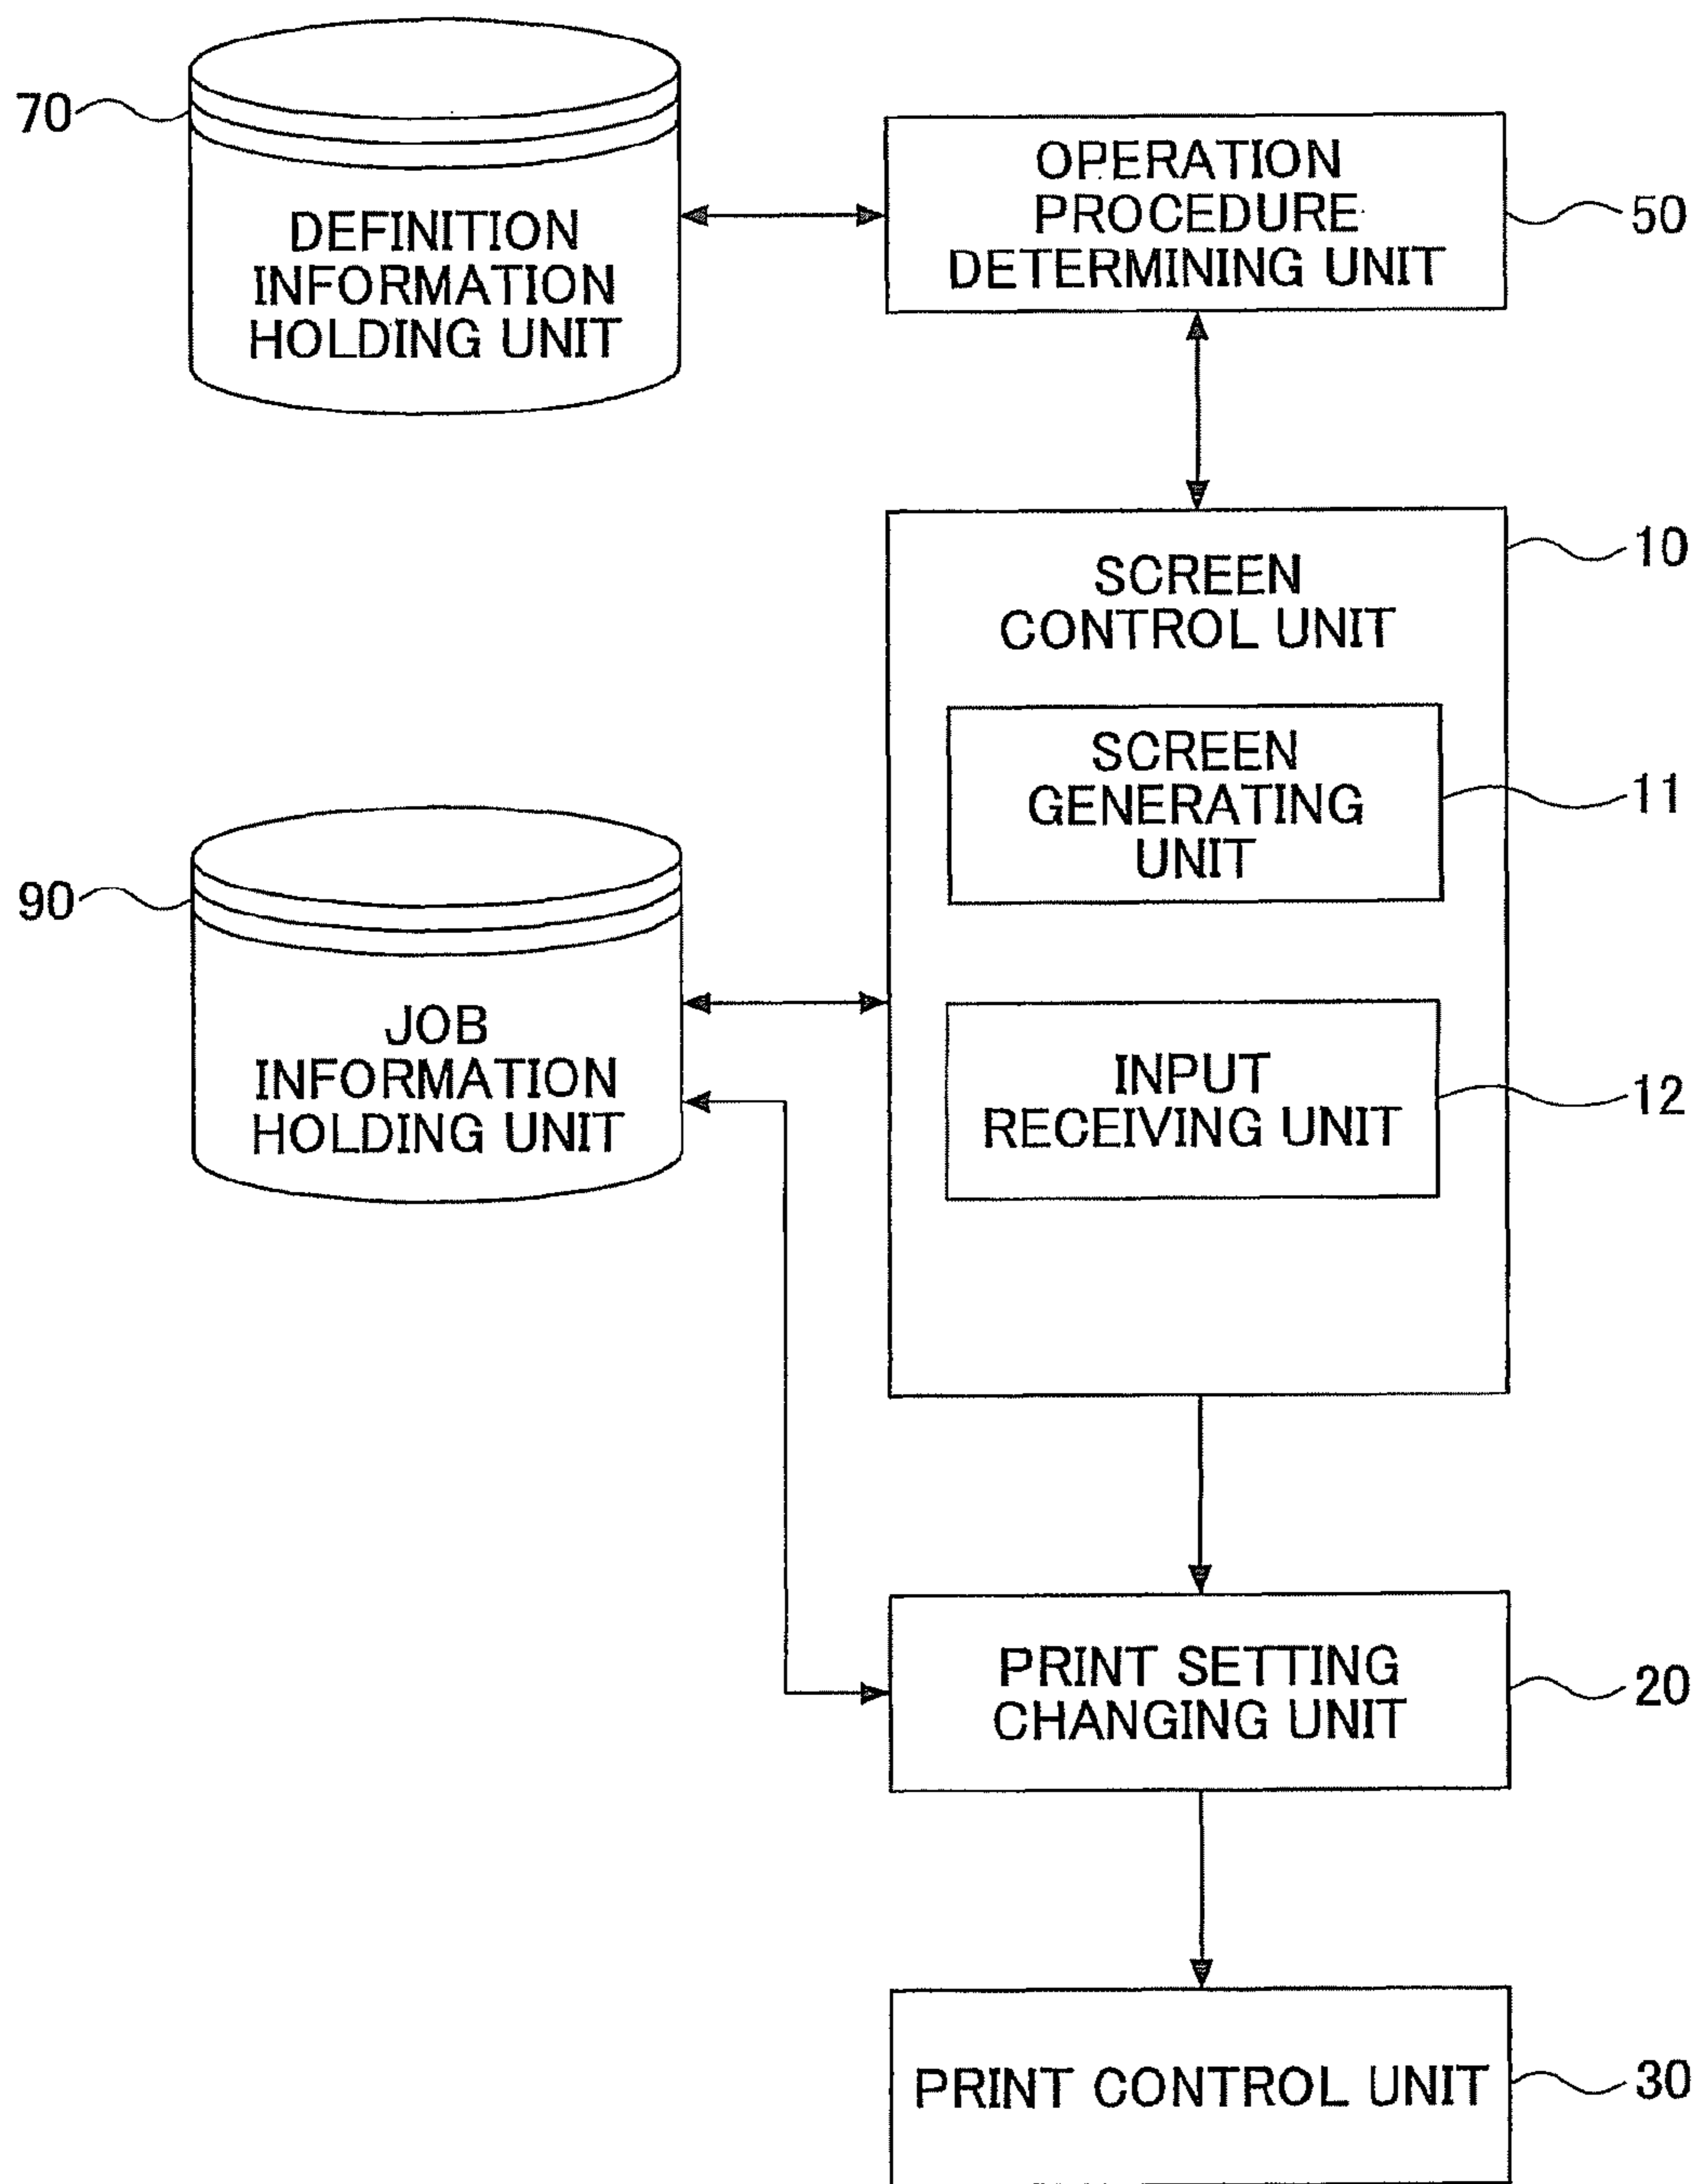 70
DEFINITION
INFORMATION
HOLDING UNIT
OPERATION
PROCEDURE
DETERMINING UNIT
50
SCREEN
CONTROL UNIT
10
SCREEN
GENERATING
UNIT
11
90
JOB
INFORMATION
HOLDING UNIT
INPUT
RECEIVING UNIT
12
PRINT SETTING
CHANGING UNIT
20
PRINT CONTROL UNIT
30